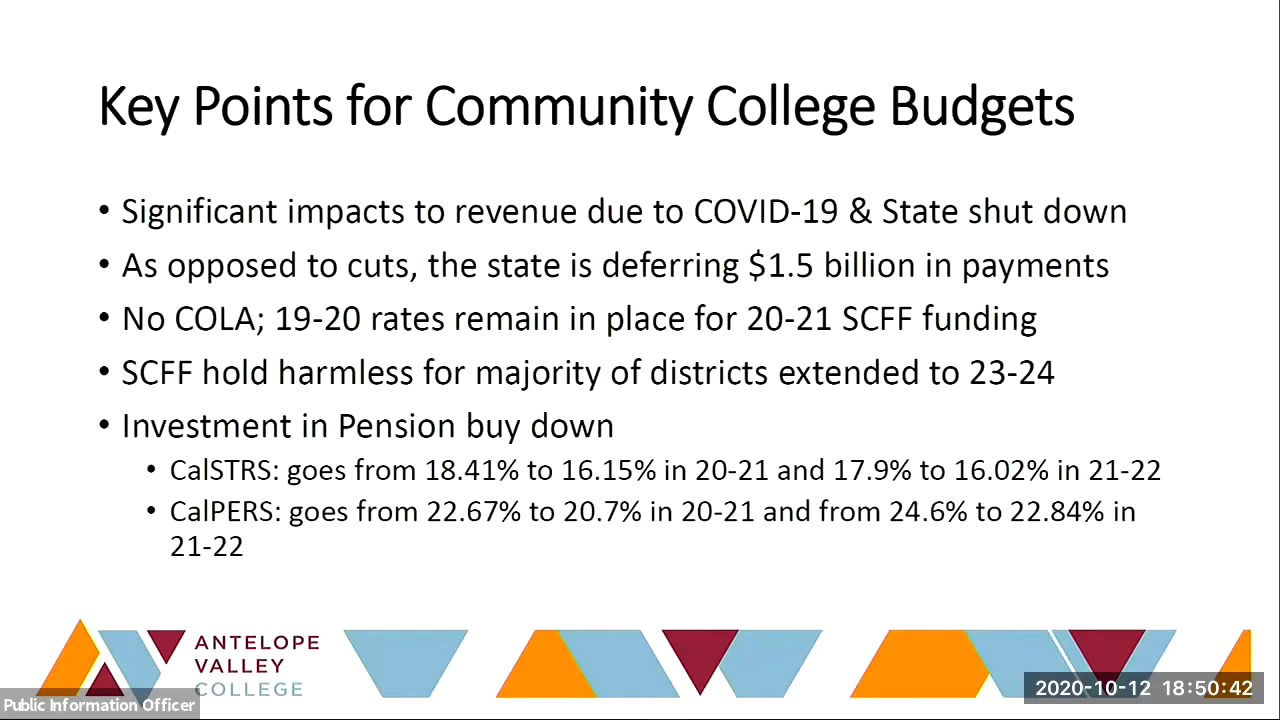 Key Points for Community College Budgets
• Significant impacts to revenue due to COVID-19 & State shut down
• As opposed to cuts, the state is deferring $1.5 billion in payments
• No COLA; 19-20 rates remain in place for 20-21 SCFF funding
• SCFF hold harmless for majority of districts extended to 23-24
• Investment in Pension buy down
• CalSTRS: goes from 18.41% to 16.15% in 20-21 and 17.9% to 16.02% in 21-22
• CalPERS: goes from 22.67% to 20.7% in 20-21 and from 24.6% to 22.84% in
21-22
ANTELOPE
VALLEY
COLLEGE
Public Information Officer
2020-10-12 18:50:42